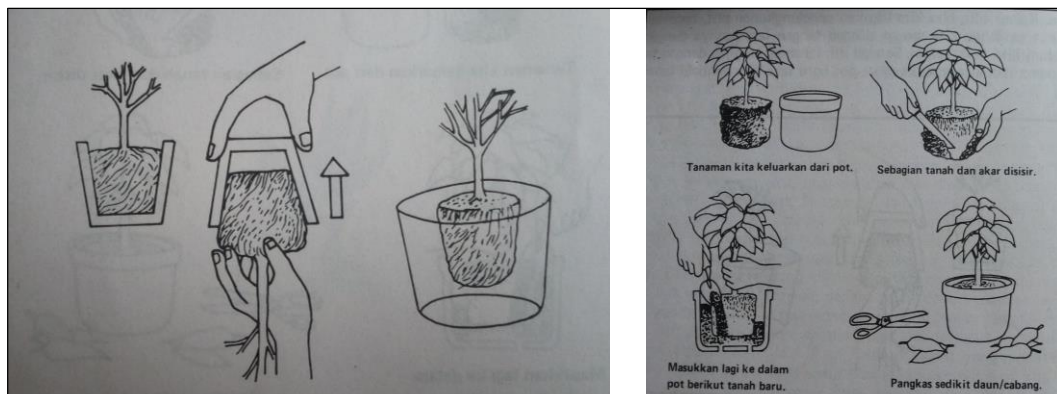 Tanaman kita keluarkan dari pot.
Sebagian tanah dan akar disisir.
Masukkan lagi ke dalam
pot berikut tanah baru.
Pangkas sedikit daun/cabang.